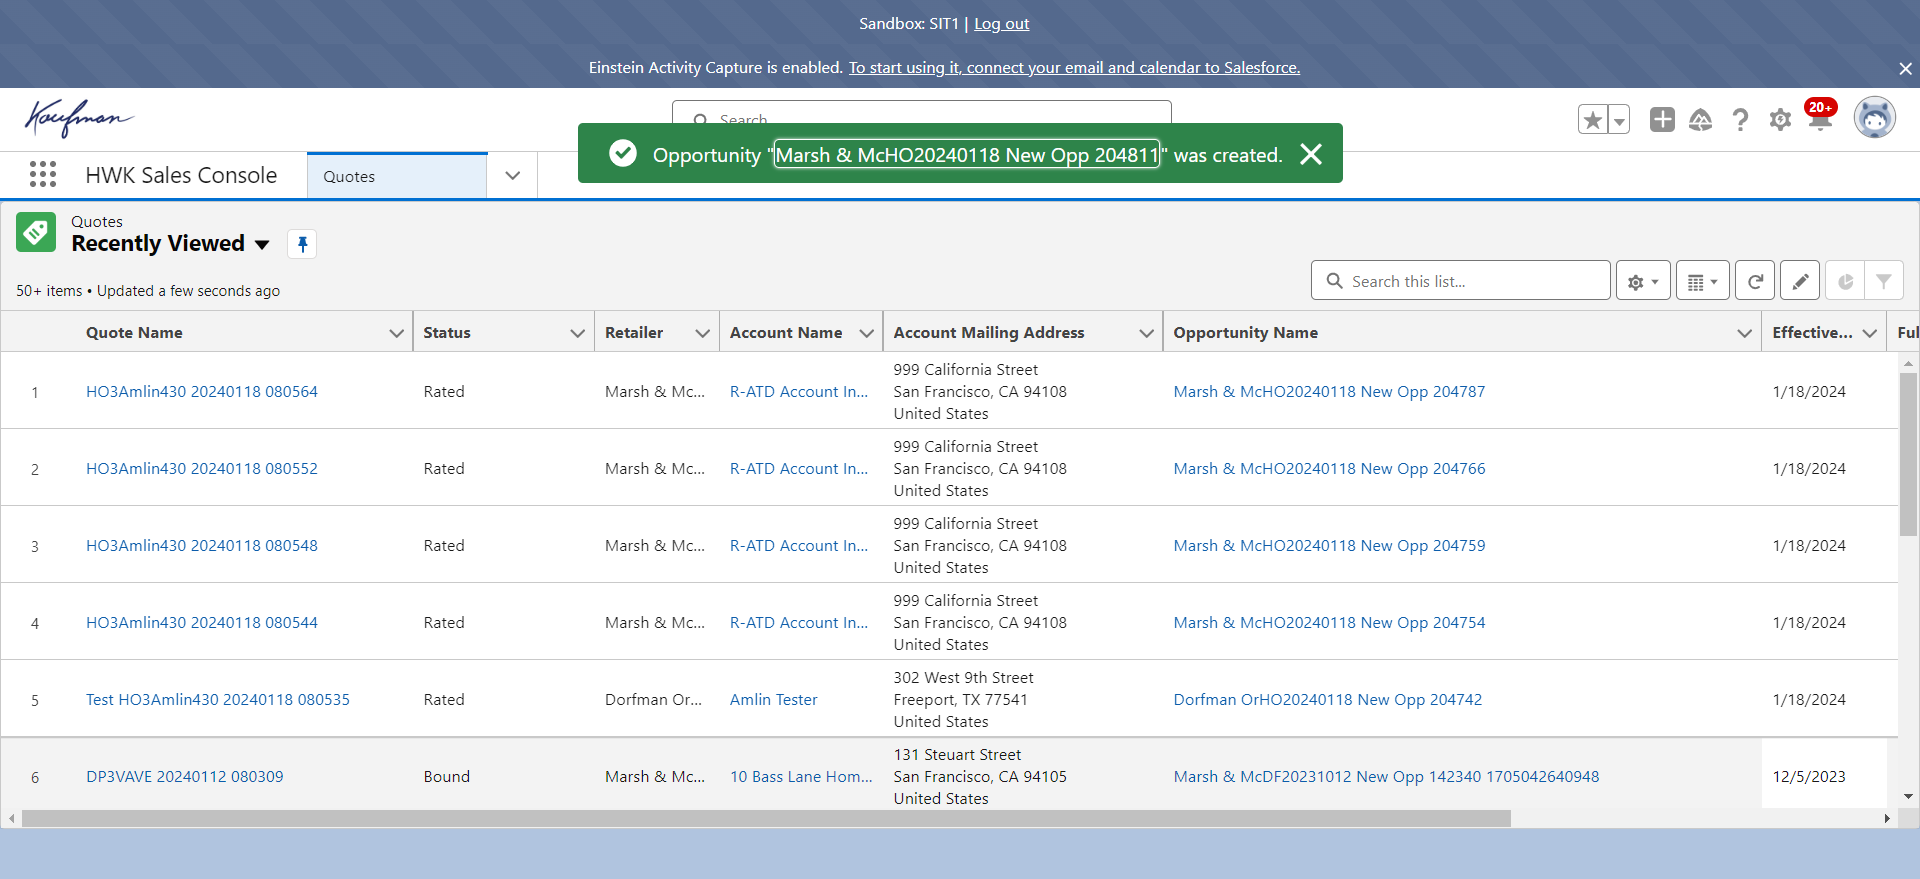 Sandbox: SIT1 | Log out
Einstein Activity Capture is enabled. To start using it, connect your email and calendar to Salesforce.
Kaufman
Search...
20+
Opportunity "Marsh & McHO20240118 New Opp 204811" was created.
HWK Sales Console
Quotes
Quotes
Recently Viewed
50+ items • Updated a few seconds ago
Search this list...
Quote Name Status Retailer Account Name Account Mailing Address Opportunity Name Effective... Ful
1 HO3Amlin430 20240118 080564 Rated Marsh & Mc... R-ATD Account In... 999 California Street
San Francisco, CA 94108
United States Marsh & McHO20240118 New Opp 204787 1/18/2024
2 HO3Amlin430 20240118 080552 Rated Marsh & Mc... R-ATD Account In... 999 California Street
San Francisco, CA 94108
United States Marsh & McHO20240118 New Opp 204766 1/18/2024
3 HO3Amlin430 20240118 080548 Rated Marsh & Mc... R-ATD Account In... 999 California Street
San Francisco, CA 94108
United States Marsh & McHO20240118 New Opp 204759 1/18/2024
4 HO3Amlin430 20240118 080544 Rated Marsh & Mc... R-ATD Account In... 999 California Street
San Francisco, CA 94108
United States Marsh & McHO20240118 New Opp 204754 1/18/2024
5 Test HO3Amlin430 20240118 080535 Rated Dorfman Or... Amlin Tester 302 West 9th Street
Freeport, TX 77541
United States Dorfman OrHO20240118 New Opp 204742 1/18/2024
6 DP3VAVE 20240112 080309 Bound Marsh & Mc... 10 Bass Lane Hom... 131 Steuart Street
San Francisco, CA 94105
United States Marsh & McDF20231012 New Opp 142340 1705042640948 12/5/2023